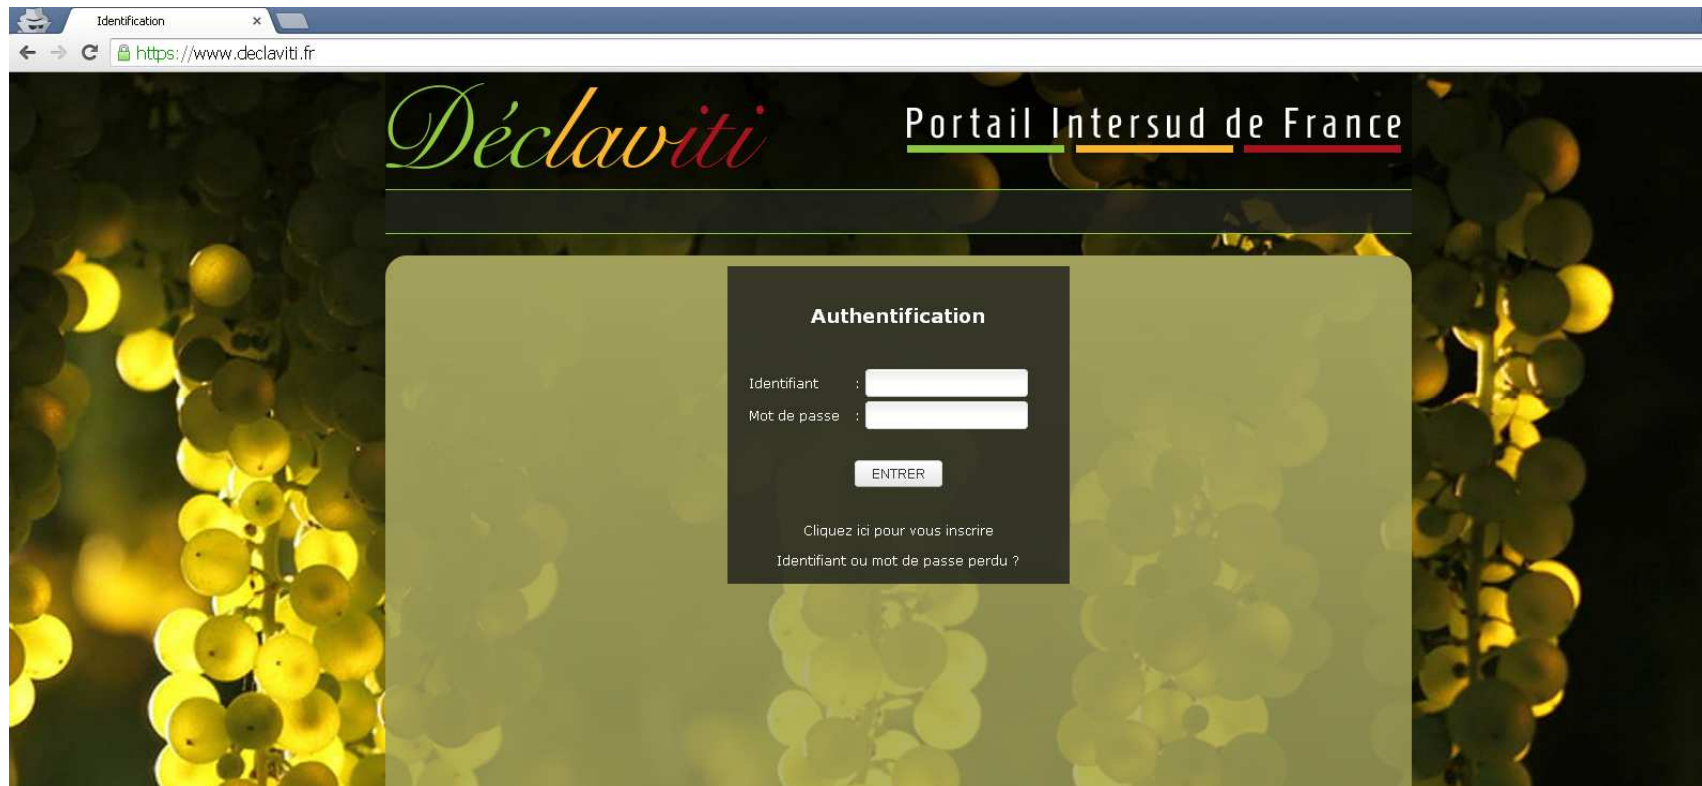 Identification
https://www.declaviti.fr
Déclaviti
Portail Intersud de France
Authentification
Identifiant :
Mot de passe :
ENTRER
Cliquez ici pour vous inscrire
Identifiant ou mot de passe perdu ?